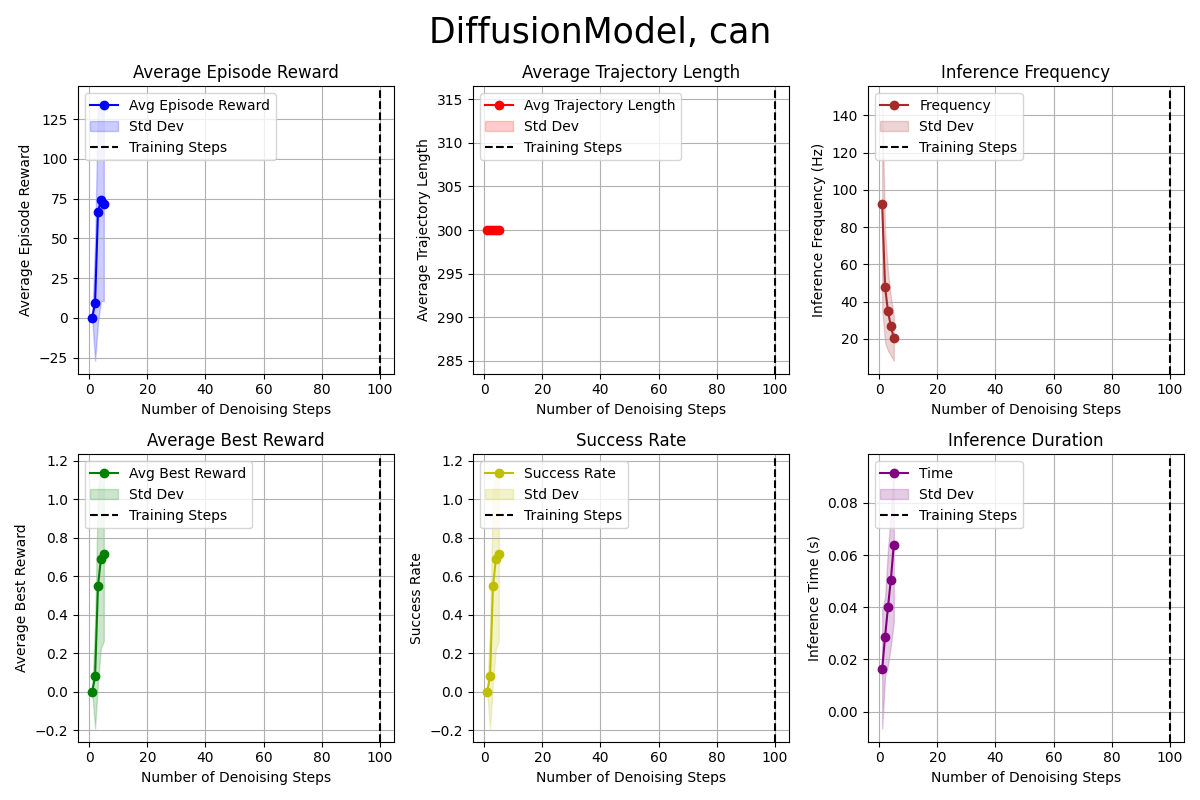 DiffusionModel, can
Average Episode Reward
Avg Episode Reward
Std Dev
Training Steps
Average Episode Reward
125
100
75
50
25
0
−25
0 20 40 60 80 100
Number of Denoising Steps
Average Trajectory Length
Avg Trajectory Length
Std Dev
Training Steps
Average Trajectory Length
315
310
305
300
295
290
285
0 20 40 60 80 100
Number of Denoising Steps
Inference Frequency
Frequency
Std Dev
Training Steps
Inference Frequency (Hz)
140
120
100
80
60
40
20
0 20 40 60 80 100
Number of Denoising Steps
Average Best Reward
Avg Best Reward
Std Dev
Training Steps
Average Best Reward
1.2
1.0
0.8
0.6
0.4
0.2
0.0
−0.2
0 20 40 60 80 100
Number of Denoising Steps
Success Rate
Success Rate
Std Dev
Training Steps
Success Rate
1.2
1.0
0.8
0.6
0.4
0.2
0.0
−0.2
0 20 40 60 80 100
Number of Denoising Steps
Inference Duration
Time
Std Dev
Training Steps
Inference Time (s)
0.08
0.06
0.04
0.02
0.00
0 20 40 60 80 100
Number of Denoising Steps